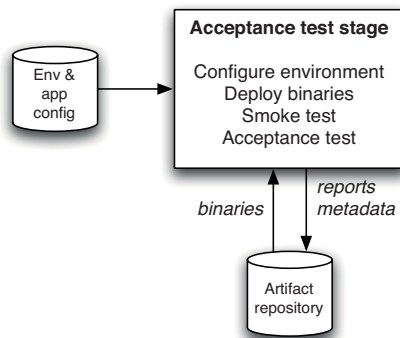 Acceptance test stage
Configure environment
Deploy binaries
Smoke test
Acceptance test
Env &
app
config
binaries
reports
metadata
Artifact
repository